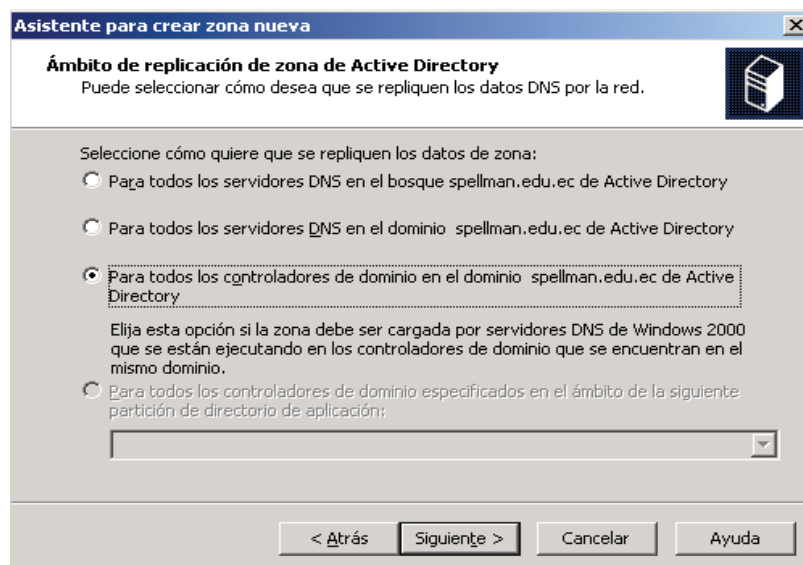 Asistente para crear zona nueva
Ámbito de replicación de zona de Active Directory
Puede seleccionar cómo desea que se repliquen los datos DNS por la red.
Seleccione cómo quiere que se repliquen los datos de zona:
Para todos los servidores DNS en el bosque spellman.edu.ec de Active Directory
Para todos los servidores DNS en el dominio spellman.edu.ec de Active Directory
Para todos los controladores de dominio en el dominio spellman.edu.ec de Active
Directory
Elija esta opción si la zona debe ser cargada por servidores DNS de Windows 2000
que se están ejecutando en los controladores de dominio que se encuentran en el
mismo dominio.
Para todos los controladores de dominio especificados en el ámbito de la siguiente
partición de directorio de aplicación:
< Atrás Siguiente > Cancelar Ayuda